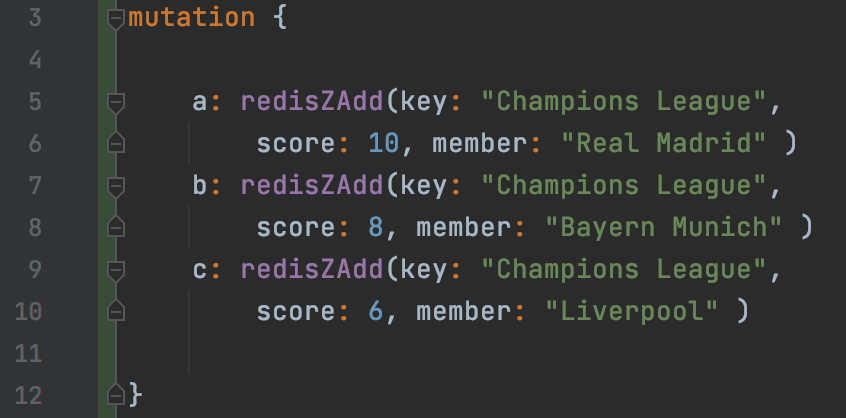 3 mutation {
4
5 a: redisZAdd(key: "Champions League",
6 score: 10, member: "Real Madrid" )
7 b: redisZAdd(key: "Champions League",
8 score: 8, member: "Bayern Munich" )
9 c: redisZAdd(key: "Champions League",
10 score: 6, member: "Liverpool" )
11
12 }